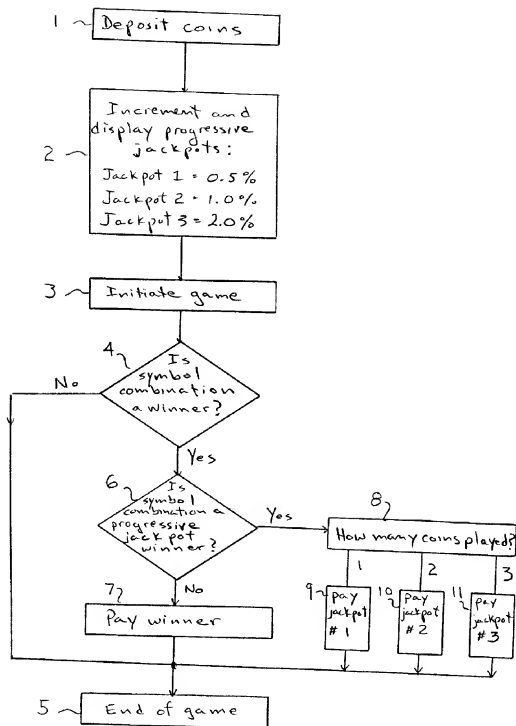 1
Deposit coins
2
Increment and
display progressive
jackpots:
Jackpot 1 = 0.5%
Jackpot 2 = 1.0%
Jackpot 3 = 2.0%
3
Initiate game
4
Is
symbol
combination
a winner?
No
Yes
6
Is
symbol
combination a
progressive
jackpot
winner?
Yes
No
8
How many coins played?
1
2
3
9
pay
jackpot
#1
10
pay
jackpot
#2
11
pay
jackpot
#3
7
Pay winner
5
End of game